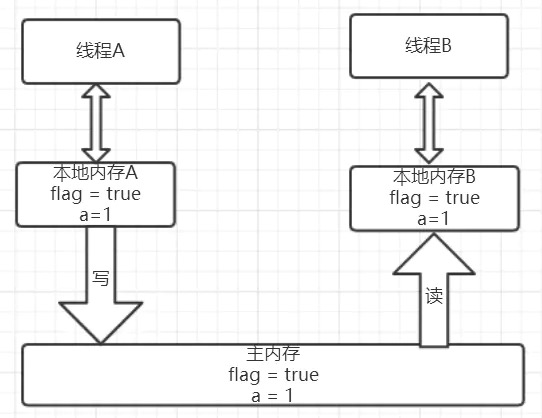 线程A
线程B
本地内存A
flag = true
a=1
本地内存B
flag = true
a=1
写
读
主内存
flag = true
a = 1